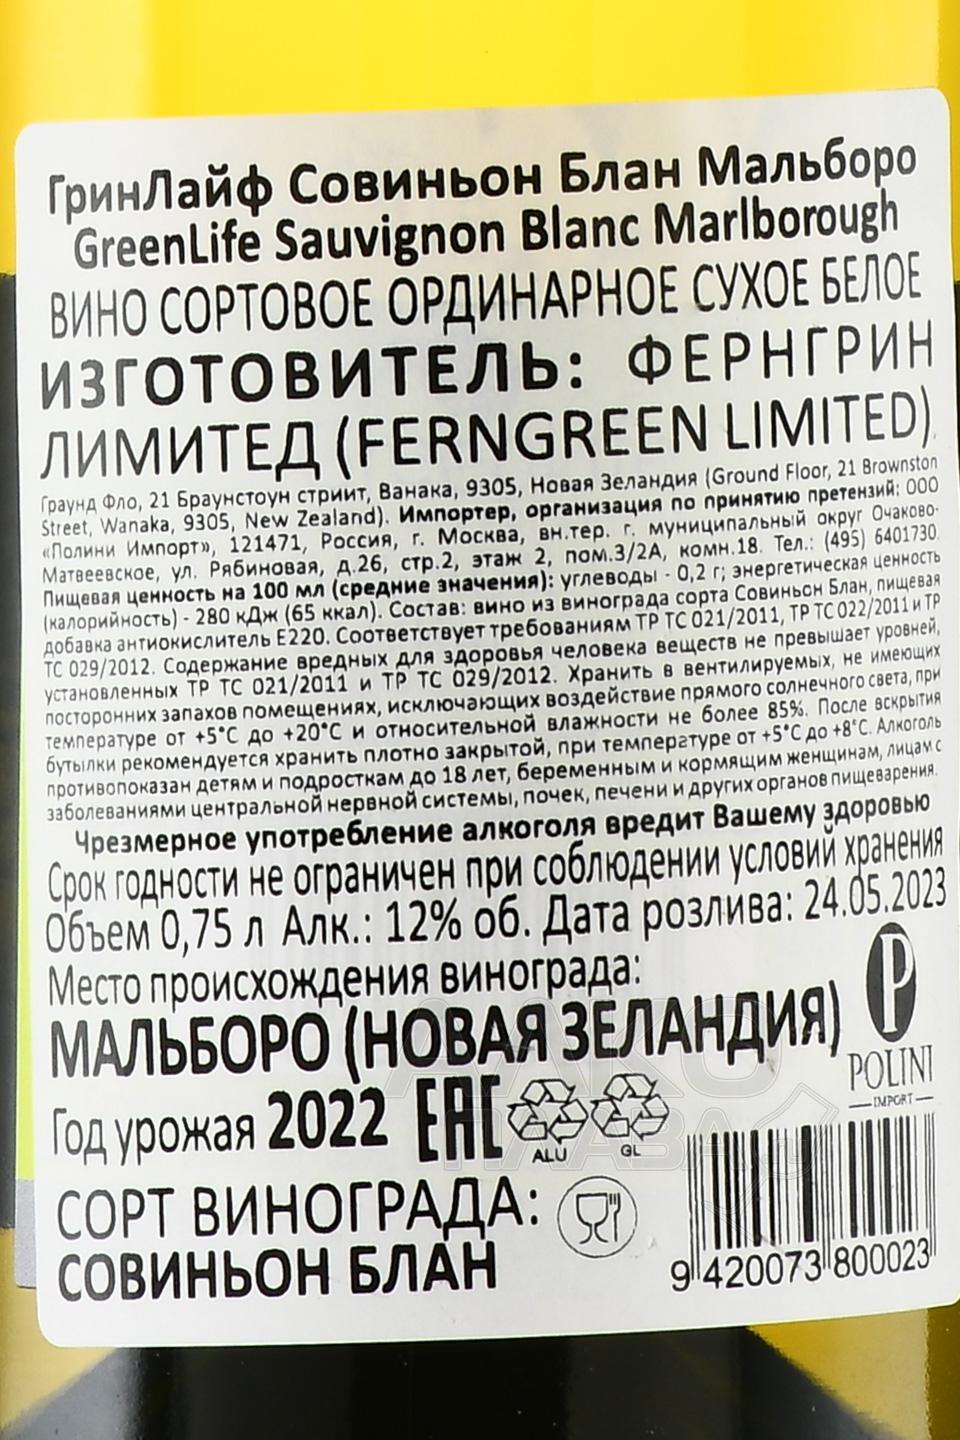 ГринЛайф Совиньон Блан Мальборо
GreenLife Sauvignon Blanc Marlborough
ВИНО СОРТОВОЕ ОРДИНАРНОЕ СУХОЕ БЕЛОЕ
ИЗГОТОВИТЕЛЬ: ФЕРНГРИН
ЛИМИТЕД (FERNGREEN LIMITED),
Граунд Фло, 21 Браунстоун стриит, Ванака, 9305, Новая Зеландия (Ground Floor, 21 Brownston
Street, Wanaka, 9305, New Zealand). Импортер, организация по принятию претензий: ООО
«Полини Импорт», 121471, Россия, г. Москва, вн.тер. г. муниципальный округ Очаково-
Матвеевское, ул. Рябиновая, д.26, стр.2, этаж 2, пом.3/2А, комн.18. Тел.: (495) 6401730.
Пищевая ценность на 100 мл (средние значения): углеводы - 0,2 г; энергетическая ценность
(калорийность) - 280 кДж (65 ккал). Состав: вино из винограда сорта Совиньон Блан, пищевая
добавка антиокислитель Е220. Соответствует требованиям ТР ТС 021/2011, ТР ТС 022/2011 и ТР
ТС 029/2012. Содержание вредных для здоровья человека веществ не превышает уровней,
установленных ТР ТС 021/2011 и ТР ТС 029/2012. Хранить в вентилируемых, не имеющих
посторонних запахов помещениях, исключающих воздействие прямого солнечного света, при
температуре от +5°С до +20°С и относительной влажности не более 85%. После вскрытия
бутылки рекомендуется хранить плотно закрытой, при температуре от +5°С до +8°С. Алкоголь
противопоказан детям и подросткам до 18 лет, беременным и кормящим женщинам, лицам с
заболеваниями центральной нервной системы, почек, печени и других органов пищеварения.
Чрезмерное употребление алкоголя вредит Вашему здоровью
Срок годности не ограничен при соблюдении условий хранения
Объем 0,75 л Алк.: 12% об. Дата розлива: 24.05.2023
Место происхождения винограда:
МАЛЬБОРО (НОВАЯ ЗЕЛАНДИЯ)
P
POLINI
IMPORT
Год урожая 2022 ЕАС
ALU GL
СОРТ ВИНОГРАДА:
СОВИНЬОН БЛАН
9 420073 800023
АЛКО
ПЛАЗА